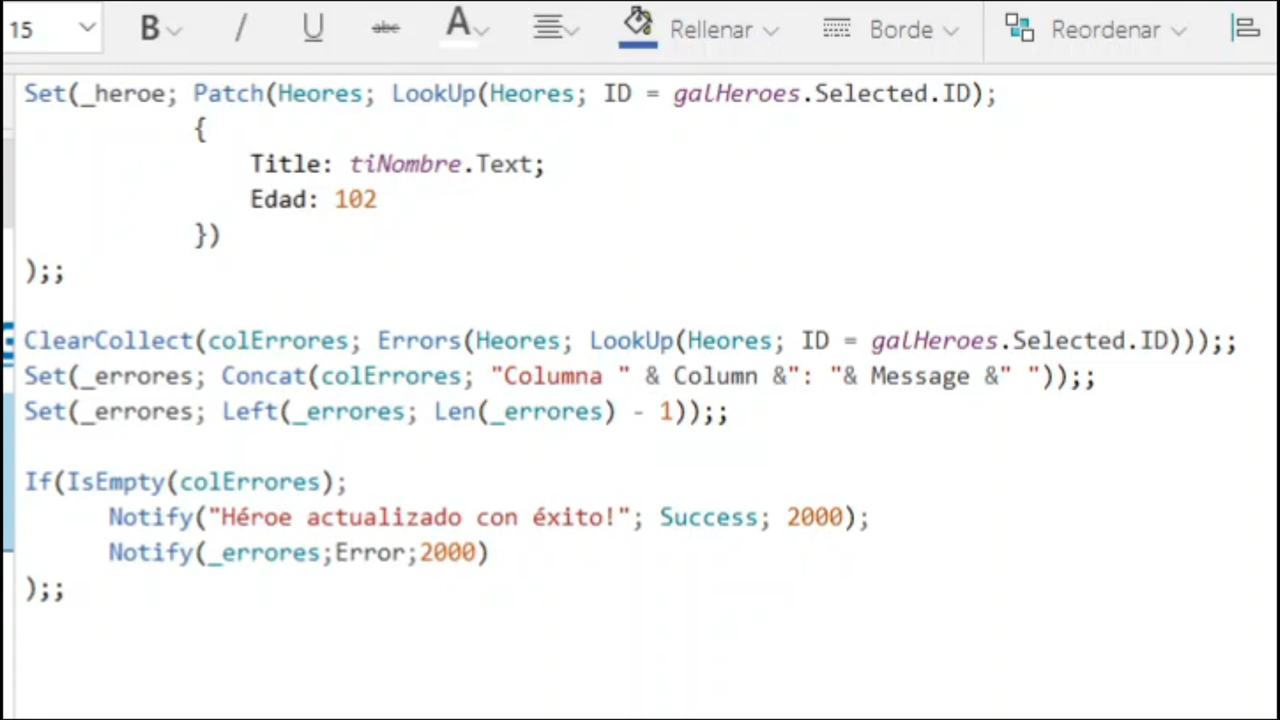 15 B / U abc A Rellenar Borde Reordenar
Set(_heroe; Patch(Heores; LookUp(Heores; ID = galHeroes.Selected.ID);
{
Title: tiNombre.Text;
Edad: 102
})
);;
ClearCollect(colErrores; Errors(Heores; LookUp(Heores; ID = galHeroes.Selected.ID)));;
Set(_errores; Concat(colErrores; "Columna " & Column &": "& Message &" "));;
Set(_errores; Left(_errores; Len(_errores) - 1));;
If(IsEmpty(colErrores);
Notify("Héroe actualizado con éxito!"; Success; 2000);
Notify(_errores;Error;2000)
);;